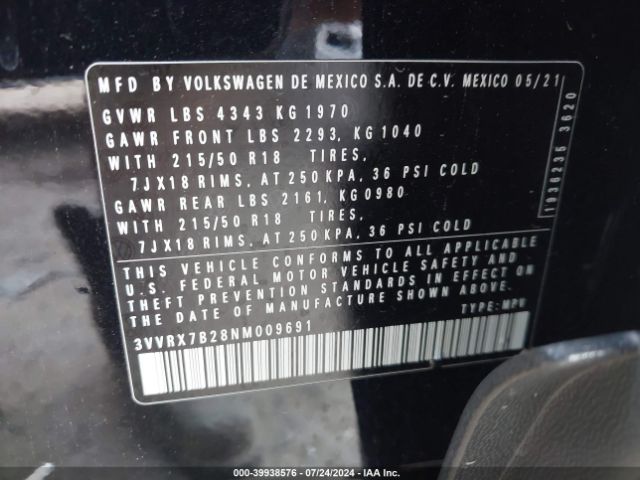 MFD BY VOLKSWAGEN DE MEXICO S.A. DE C.V. MEXICO 05/21
GVWR LBS 4343 KG 1970
GAWR FRONT LBS 2293, KG 1040
WITH 215/50 R18 TIRES,
7JX18 RIMS, AT 250 KPA, 36 PSI COLD
GAWR REAR LBS 2161, KG 0980
WITH 215/50 R18 TIRES,
7JX18 RIMS, AT 250 KPA, 36 PSI COLD
THIS VEHICLE CONFORMS TO ALL APPLICABLE
U.S. FEDERAL MOTOR VEHICLE SAFETY AND
THEFT PREVENTION STANDARDS IN EFFECT ON
THE DATE OF MANUFACTURE SHOWN ABOVE.
TYPE: MPV
3VVRX7B28NM009691
1936235 3620
000-39938576 / 07/24/2024 / IAA Inc.